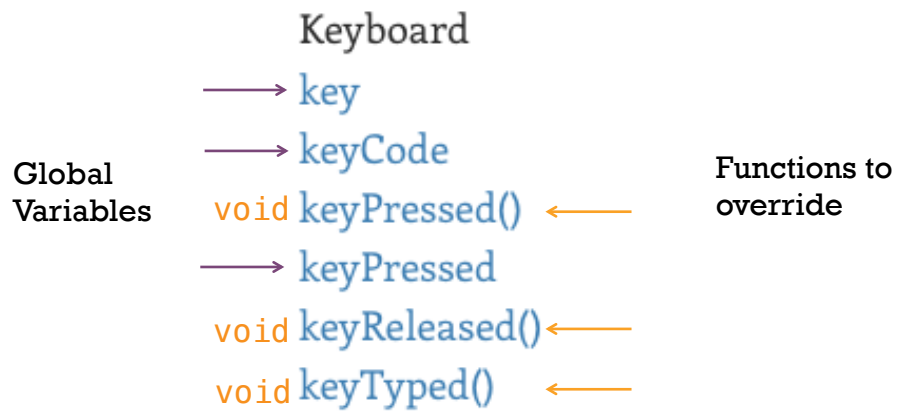 Keyboard
key
keyCode
Global
Variables
void keyPressed()
Functions to
override
keyPressed
void keyReleased()
void keyTyped()